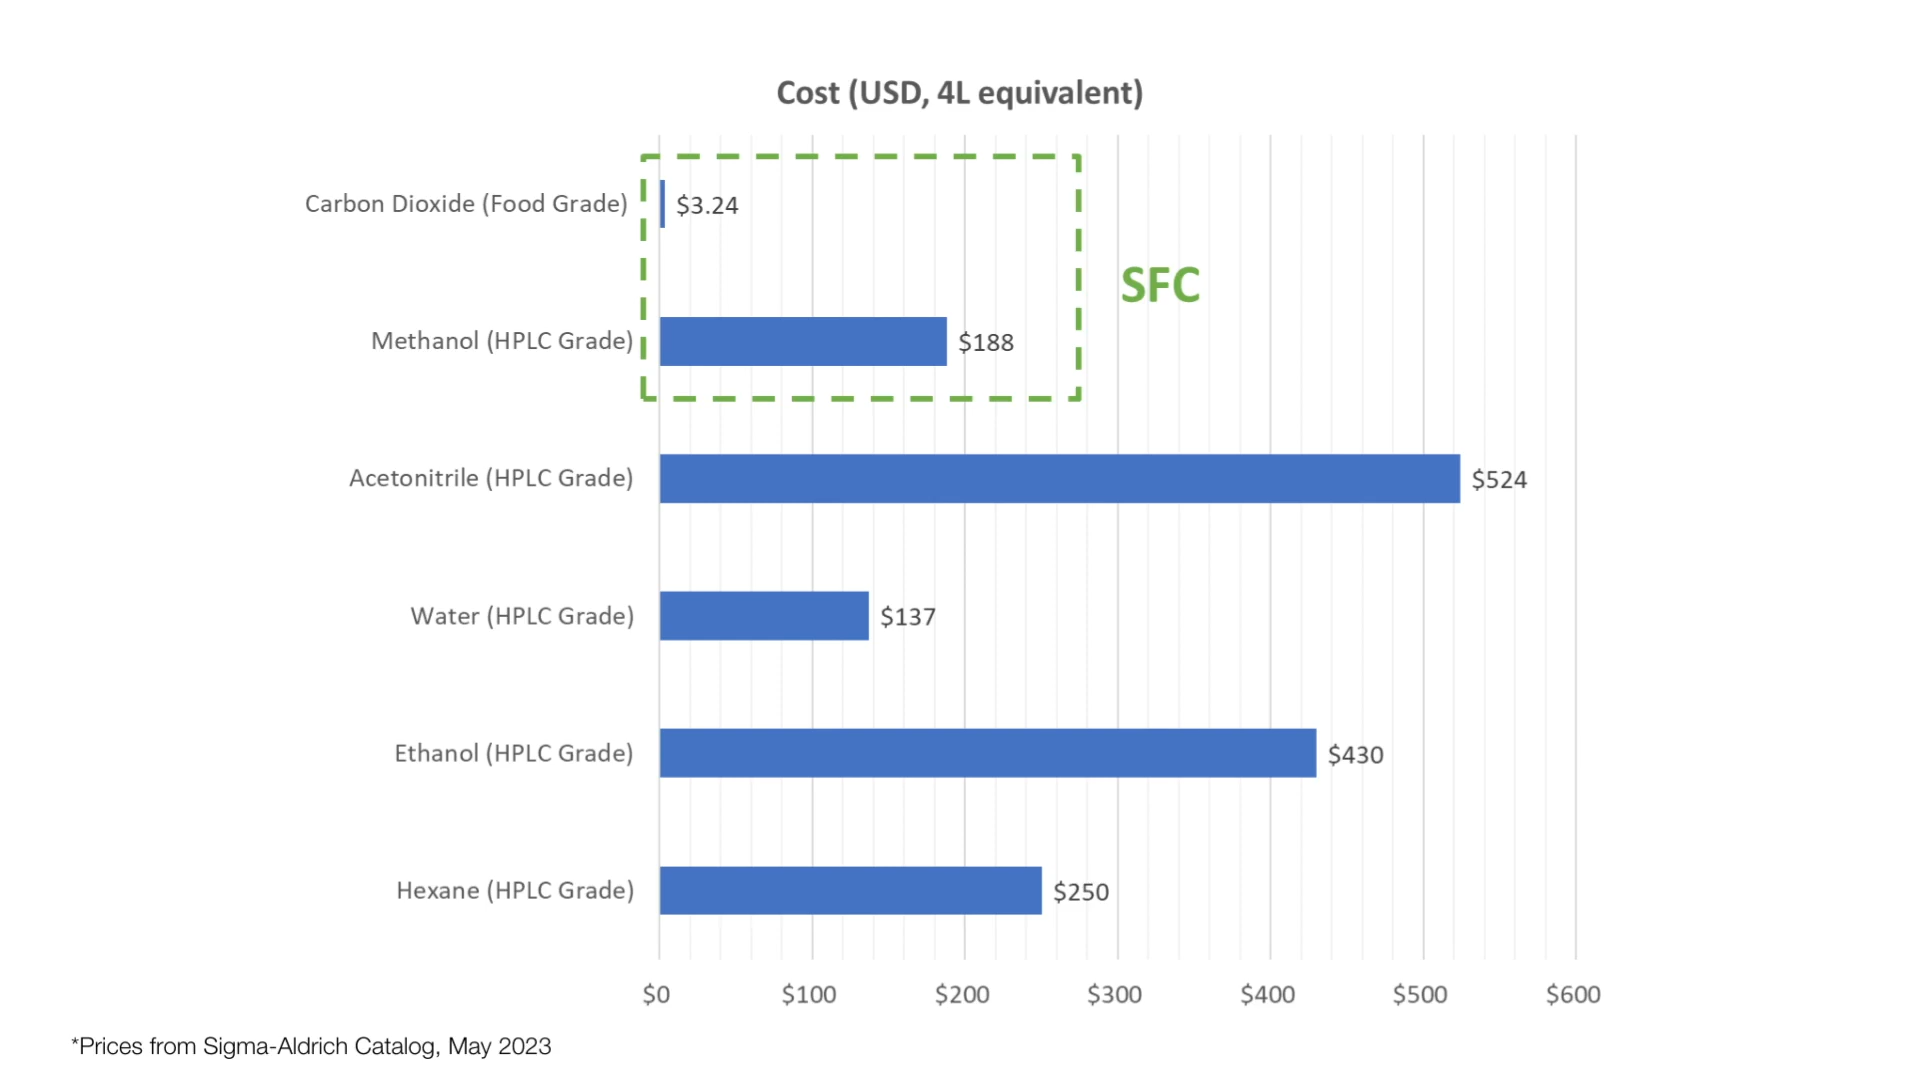 Cost (USD, 4L equivalent)
Carbon Dioxide (Food Grade)
$3.24
SFC
Methanol (HPLC Grade)
$188
Acetonitrile (HPLC Grade)
$524
Water (HPLC Grade)
$137
Ethanol (HPLC Grade)
$430
Hexane (HPLC Grade)
$250
$0 $100 $200 $300 $400 $500 $600
*Prices from Sigma-Aldrich Catalog, May 2023